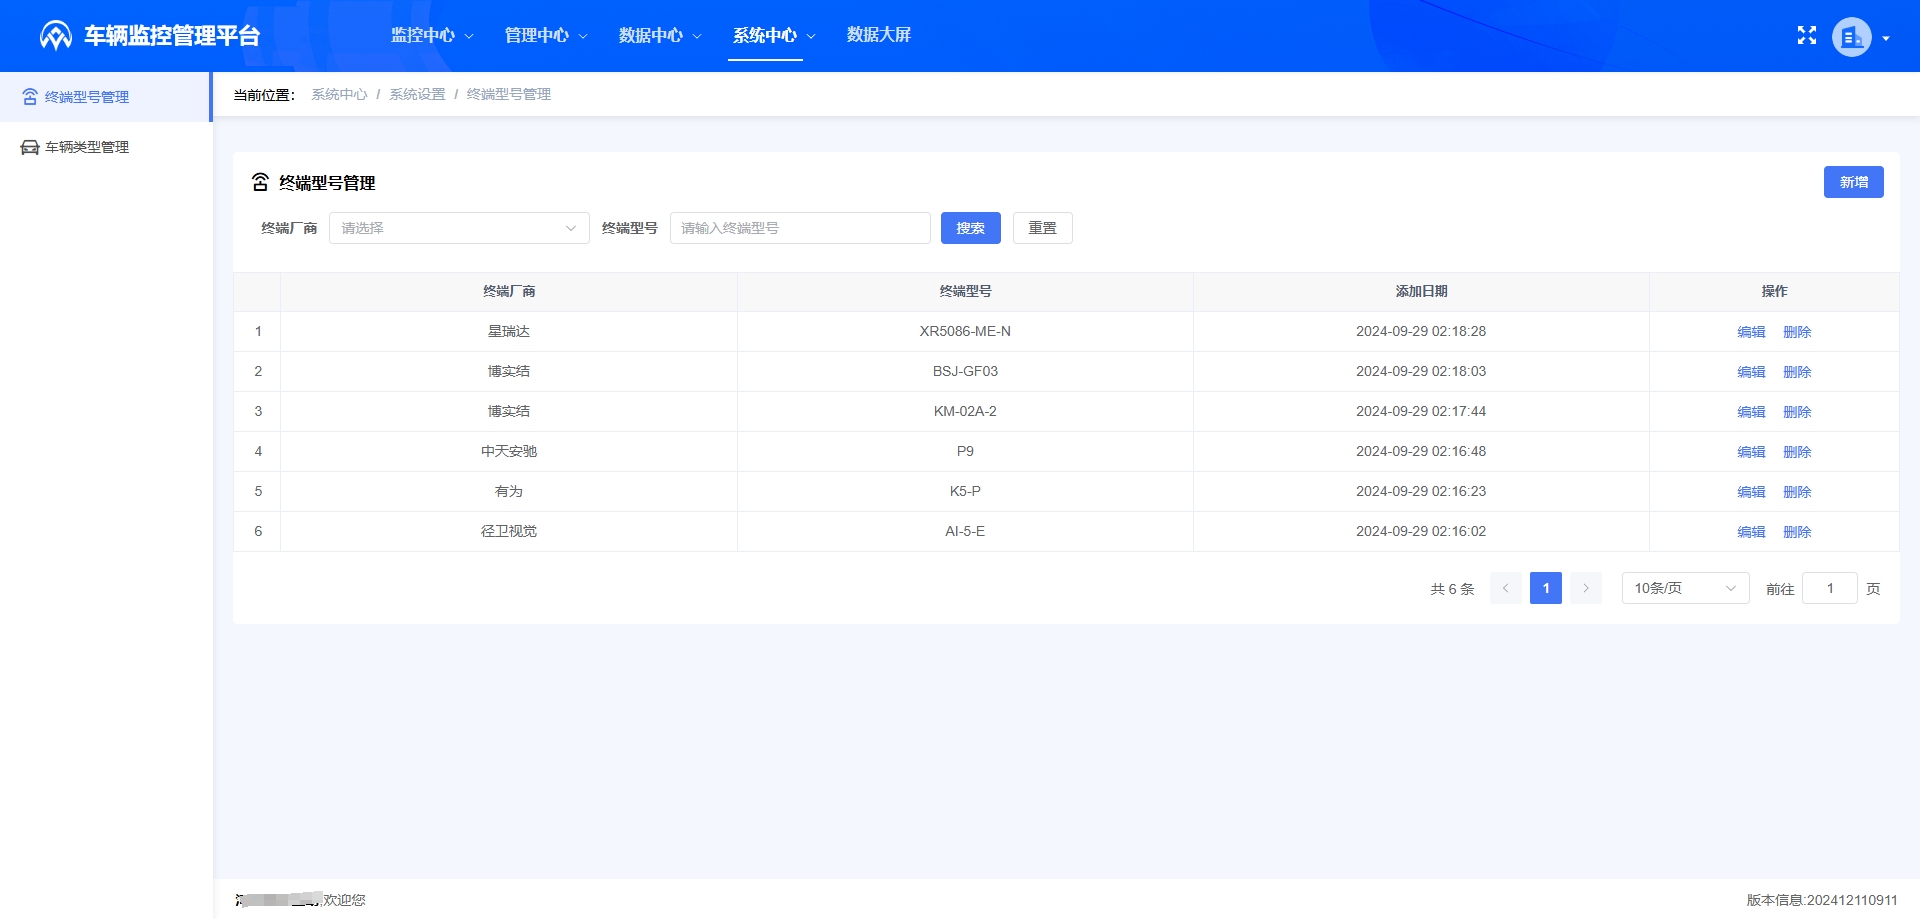 车辆监控管理平台 监控中心 管理中心 数据中心 系统中心 数据大屏
终端型号管理
车辆类型管理
当前位置： 系统中心 / 系统设置 / 终端型号管理
终端型号管理 新增
终端厂商 请选择 终端型号 请输入终端型号 搜索 重置
终端厂商 终端型号 添加日期 操作
1 星瑞达 XR5086-ME-N 2024-09-29 02:18:28 编辑 删除
2 博实结 BSJ-GF03 2024-09-29 02:18:03 编辑 删除
3 博实结 KM-02A-2 2024-09-29 02:17:44 编辑 删除
4 中天安驰 P9 2024-09-29 02:16:48 编辑 删除
5 有为 K5-P 2024-09-29 02:16:23 编辑 删除
6 径卫视觉 AI-5-E 2024-09-29 02:16:02 编辑 删除
共 6 条 1 10条/页 前往 1 页
欢迎您 版本信息:202412110911